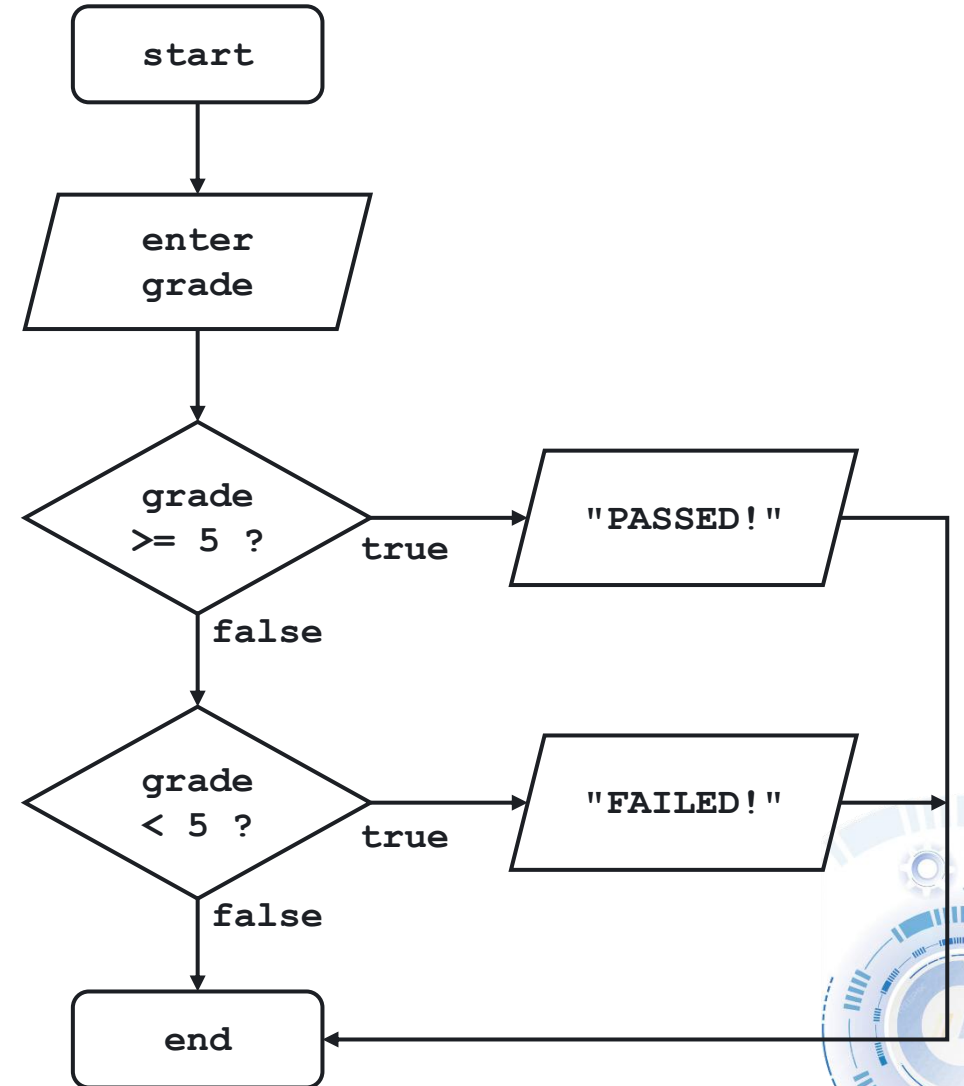 start
enter
grade
grade
>= 5 ?
true
"PASSED!"
false
grade
< 5 ?
true
"FAILED!"
false
end